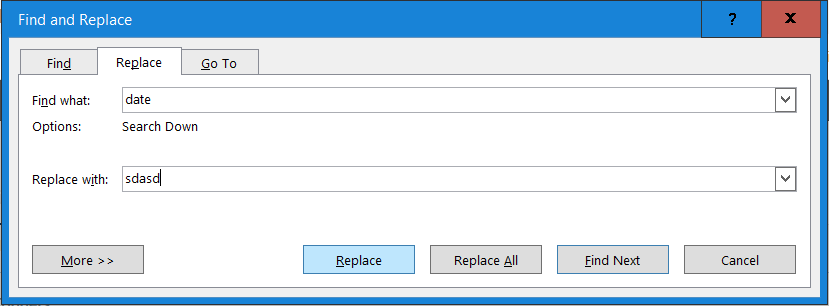 Find and Replace ? x
Find Replace Go To
Find what: date
Options: Search Down
Replace with: sdasd
More >> Replace Replace All Find Next Cancel